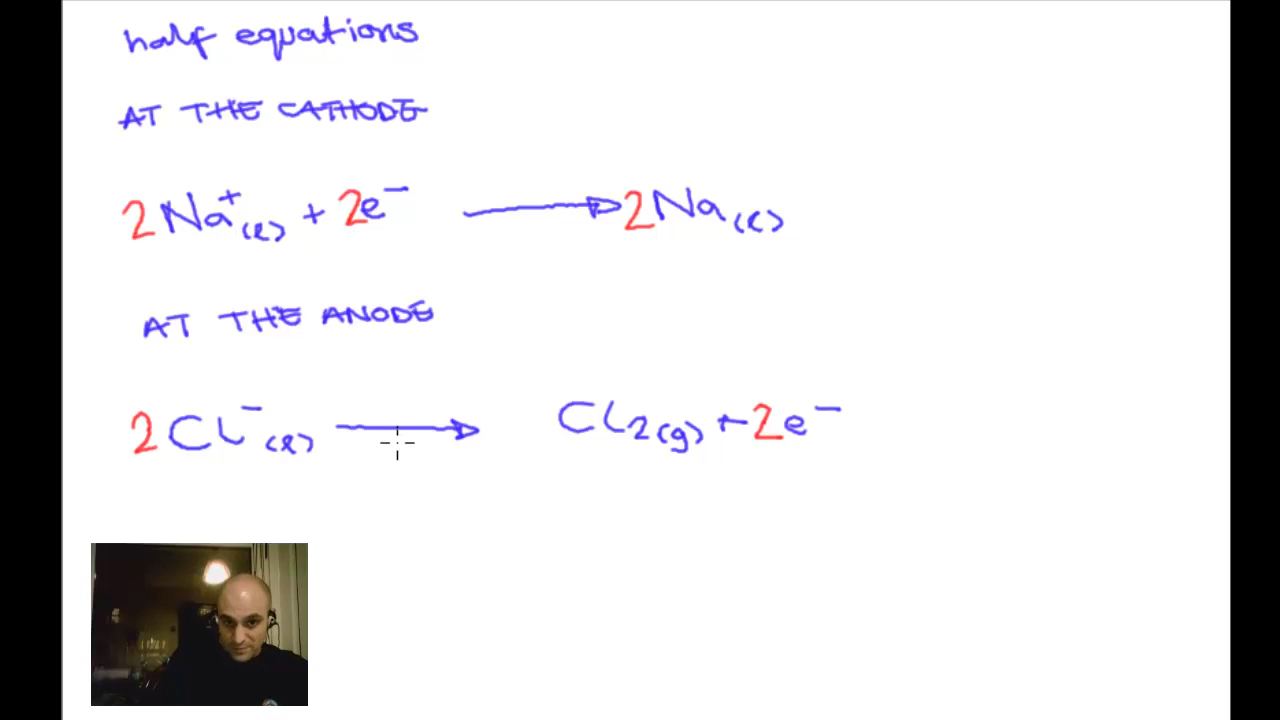 half equations
AT THE CATHODE
2Na⁺(l) + 2e⁻ → 2Na(l)
AT THE ANODE
2Cl⁻(l) → Cl₂(g) + 2e⁻